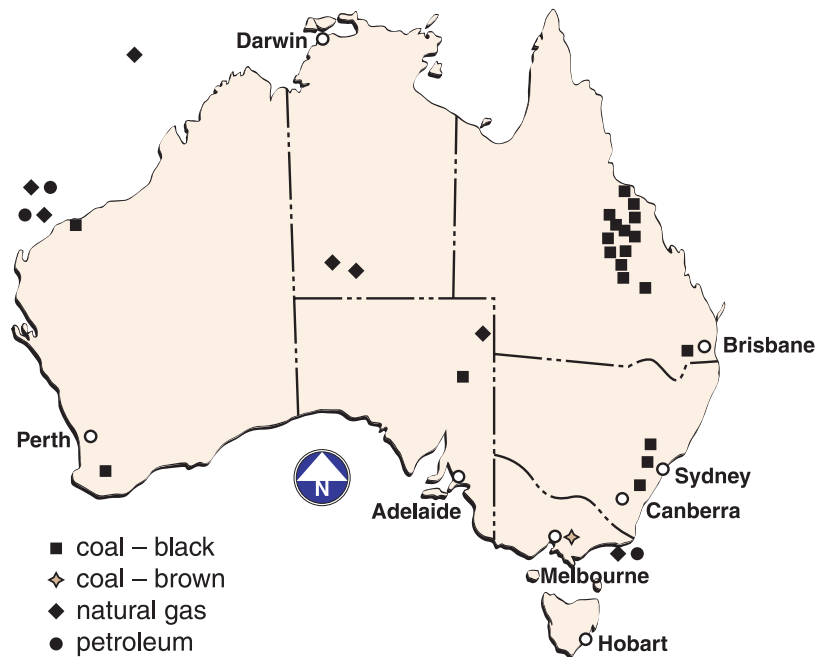 Darwin
Brisbane
Perth
N
Sydney
Adelaide
Canberra
Melbourne
Hobart
coal – black
coal – brown
natural gas
petroleum